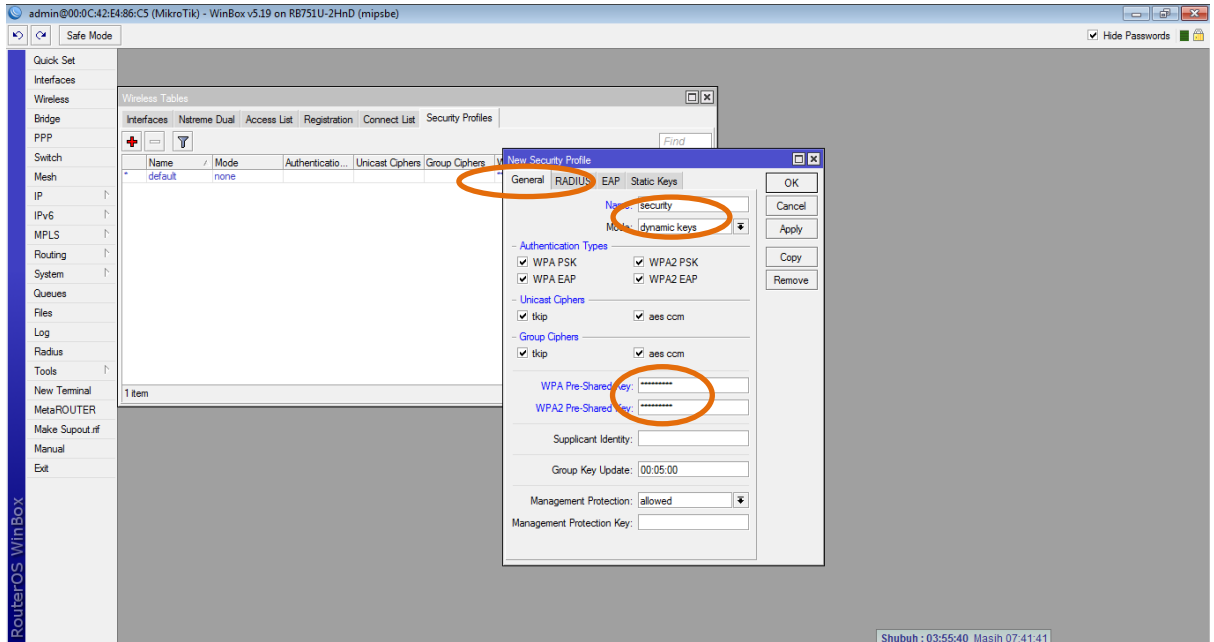 admin@00:0C:42:E4:86:C5 (MikroTik) - WinBox v5.19 on RB751U-2HnD (mipsbe)
Safe Mode
Hide Passwords
Quick Set
Interfaces
Wireless
Bridge
PPP
Switch
Mesh
IP
IPv6
MPLS
Routing
System
Queues
Files
Log
Radius
Tools
New Terminal
MetaROUTER
Make Supout.rif
Manual
Exit
RouterOS WinBox
Wireless Tables
Interfaces Nstreme Dual Access List Registration Connect List Security Profiles
Find
Name / Mode Authenticatio... Unicast Ciphers Group Ciphers
* default none
1 item
New Security Profile
General RADIUS EAP Static Keys
Name: security
Mode: dynamic keys
Authentication Types
WPA PSK WPA2 PSK
WPA EAP WPA2 EAP
Unicast Ciphers
tkip aes ccm
Group Ciphers
tkip aes ccm
WPA Pre-Shared Key: *********
WPA2 Pre-Shared Key: *********
Supplicant Identity:
Group Key Update: 00:05:00
Management Protection: allowed
Management Protection Key:
OK
Cancel
Apply
Copy
Remove
Shubuh : 03:55:40 Masih 07:41:41